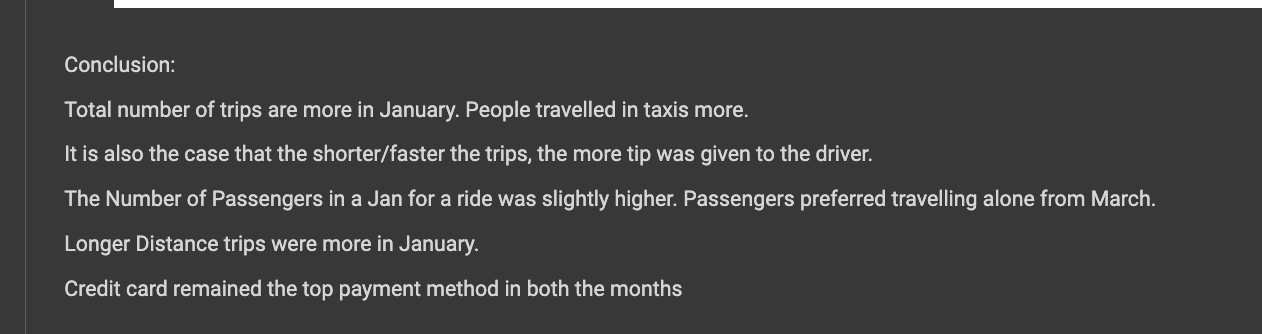 Conclusion:
Total number of trips are more in January. People travelled in taxis more.
It is also the case that the shorter/faster the trips, the more tip was given to the driver.
The Number of Passengers in a Jan for a ride was slightly higher. Passengers preferred travelling alone from March.
Longer Distance trips were more in January.
Credit card remained the top payment method in both the months